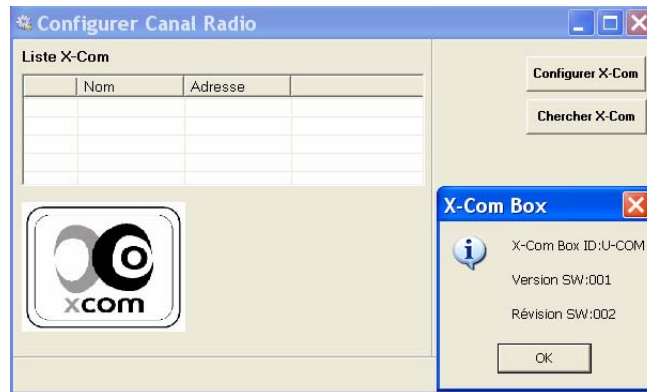 Configurer Canal Radio
Liste X-Com
Nom Adresse
Configurer X-Com
Chercher X-Com
xcom
X-Com Box
X-Com Box ID:U-COM
Version SW:001
Révision SW:002
OK